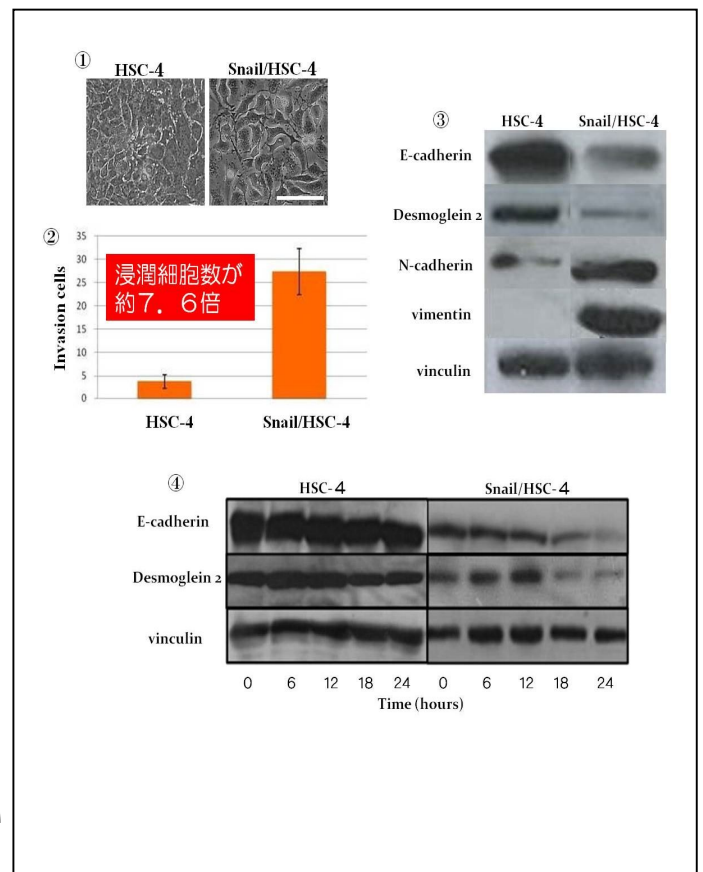 ①
HSC-4 Snail/HSC-4
②
35
30
25
20
15
10
5
0
Invasion cells
浸潤細胞数が
約7．6倍
HSC-4 Snail/HSC-4
③
HSC-4 Snail/HSC-4
E-cadherin
Desmoglein 2
N-cadherin
vimentin
vinculin
④
HSC-4 Snail/HSC-4
E-cadherin
Desmoglein 2
vinculin
0 6 12 18 24 0 6 12 18 24
Time (hours)